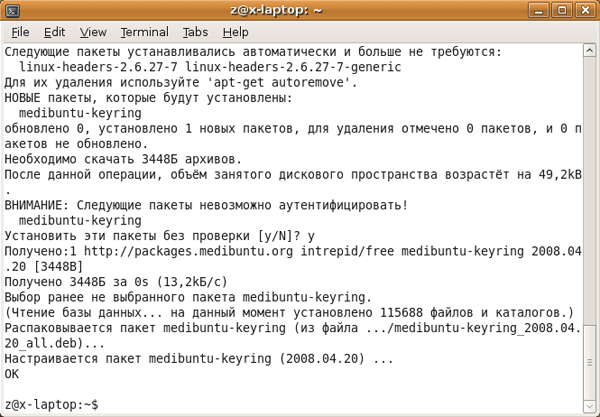 z@x-laptop: ~
File Edit View Terminal Tabs Help
Следующие пакеты устанавливались автоматически и больше не требуются:
linux-headers-2.6.27-7 linux-headers-2.6.27-7-generic
Для их удаления используйте 'apt-get autoremove'.
НОВЫЕ пакеты, которые будут установлены:
medibuntu-keyring
обновлено 0, установлено 1 новых пакетов, для удаления отмечено 0 пакетов, и 0 п
акетов не обновлено.
Необходимо скачать 3448Б архивов.
После данной операции, объём занятого дискового пространства возрастёт на 49,2kB
.
ВНИМАНИЕ: Следующие пакеты невозможно аутентифицировать!
medibuntu-keyring
Установить эти пакеты без проверки [y/N]? y
Получено:1 http://packages.medibuntu.org intrepid/free medibuntu-keyring 2008.04
.20 [3448B]
Получено 3448Б за 0s (13,2kБ/c)
Выбор ранее не выбранного пакета medibuntu-keyring.
(Чтение базы данных... на данный момент установлено 115688 файлов и каталогов.)
Распаковывается пакет medibuntu-keyring (из файла .../medibuntu-keyring_2008.04.
20_all.deb)...
Настраивается пакет medibuntu-keyring (2008.04.20) ...
OK
z@x-laptop:~$